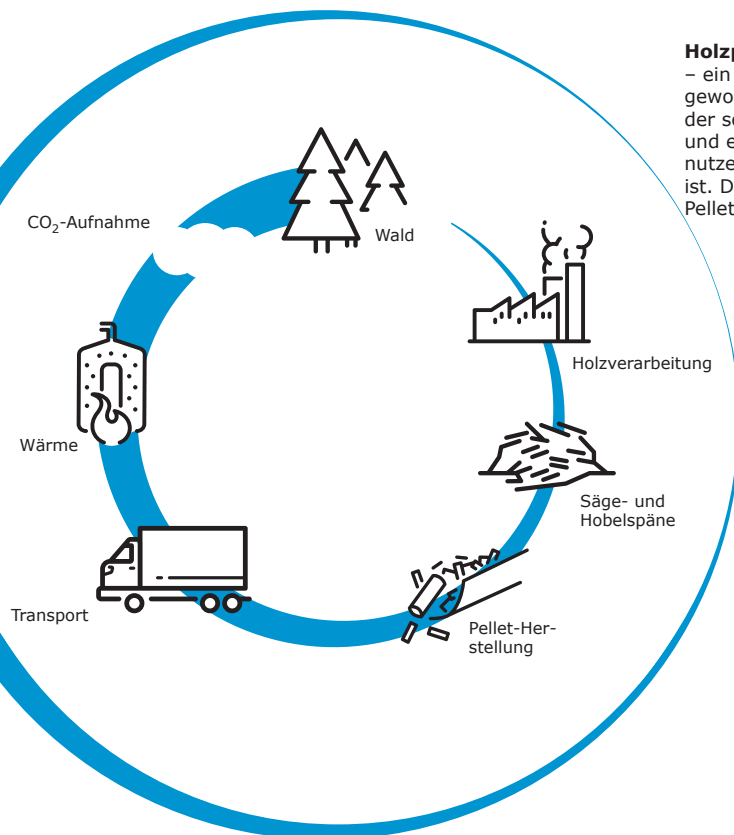 Holzp
– ein
gewo
der se
und e
nutze
ist. D
Pellet
CO₂-Aufnahme
Wald
Holzverarbeitung
Säge- und
Hobelspäne
Pellet-Her-
stellung
Transport
Wärme